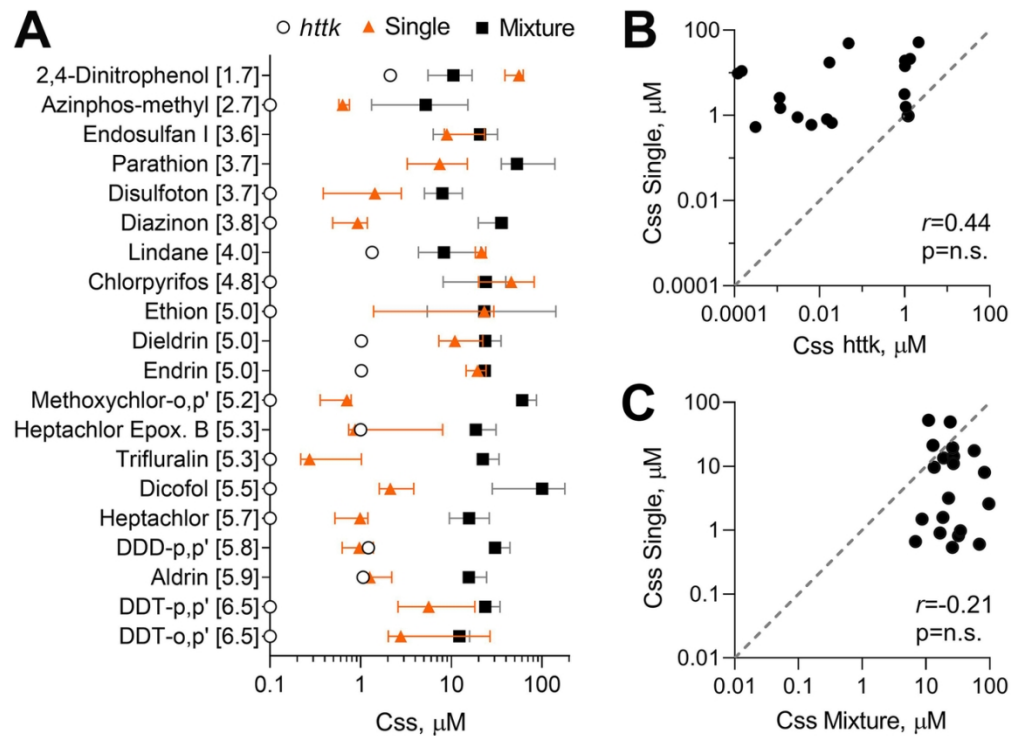 A
httk Single Mixture
2,4-Dinitrophenol [1.7]
Azinphos-methyl [2.7]
Endosulfan I [3.6]
Parathion [3.7]
Disulfoton [3.7]
Diazinon [3.8]
Lindane [4.0]
Chlorpyrifos [4.8]
Ethion [5.0]
Dieldrin [5.0]
Endrin [5.0]
Methoxychlor-o,p' [5.2]
Heptachlor Epox. B [5.3]
Trifluralin [5.3]
Dicofol [5.5]
Heptachlor [5.7]
DDD-p,p' [5.8]
Aldrin [5.9]
DDT-p,p' [6.5]
DDT-o,p' [6.5]
0.1 1 10 100
Css, μM
B
Css Single, μM
100
1
0.01
0.0001
r=0.44
p=n.s.
0.0001 0.01 1 100
Css httk, μM
C
Css Single, μM
100
10
1
0.1
0.01
r=-0.21
p=n.s.
0.01 0.1 1 10 100
Css Mixture, μM